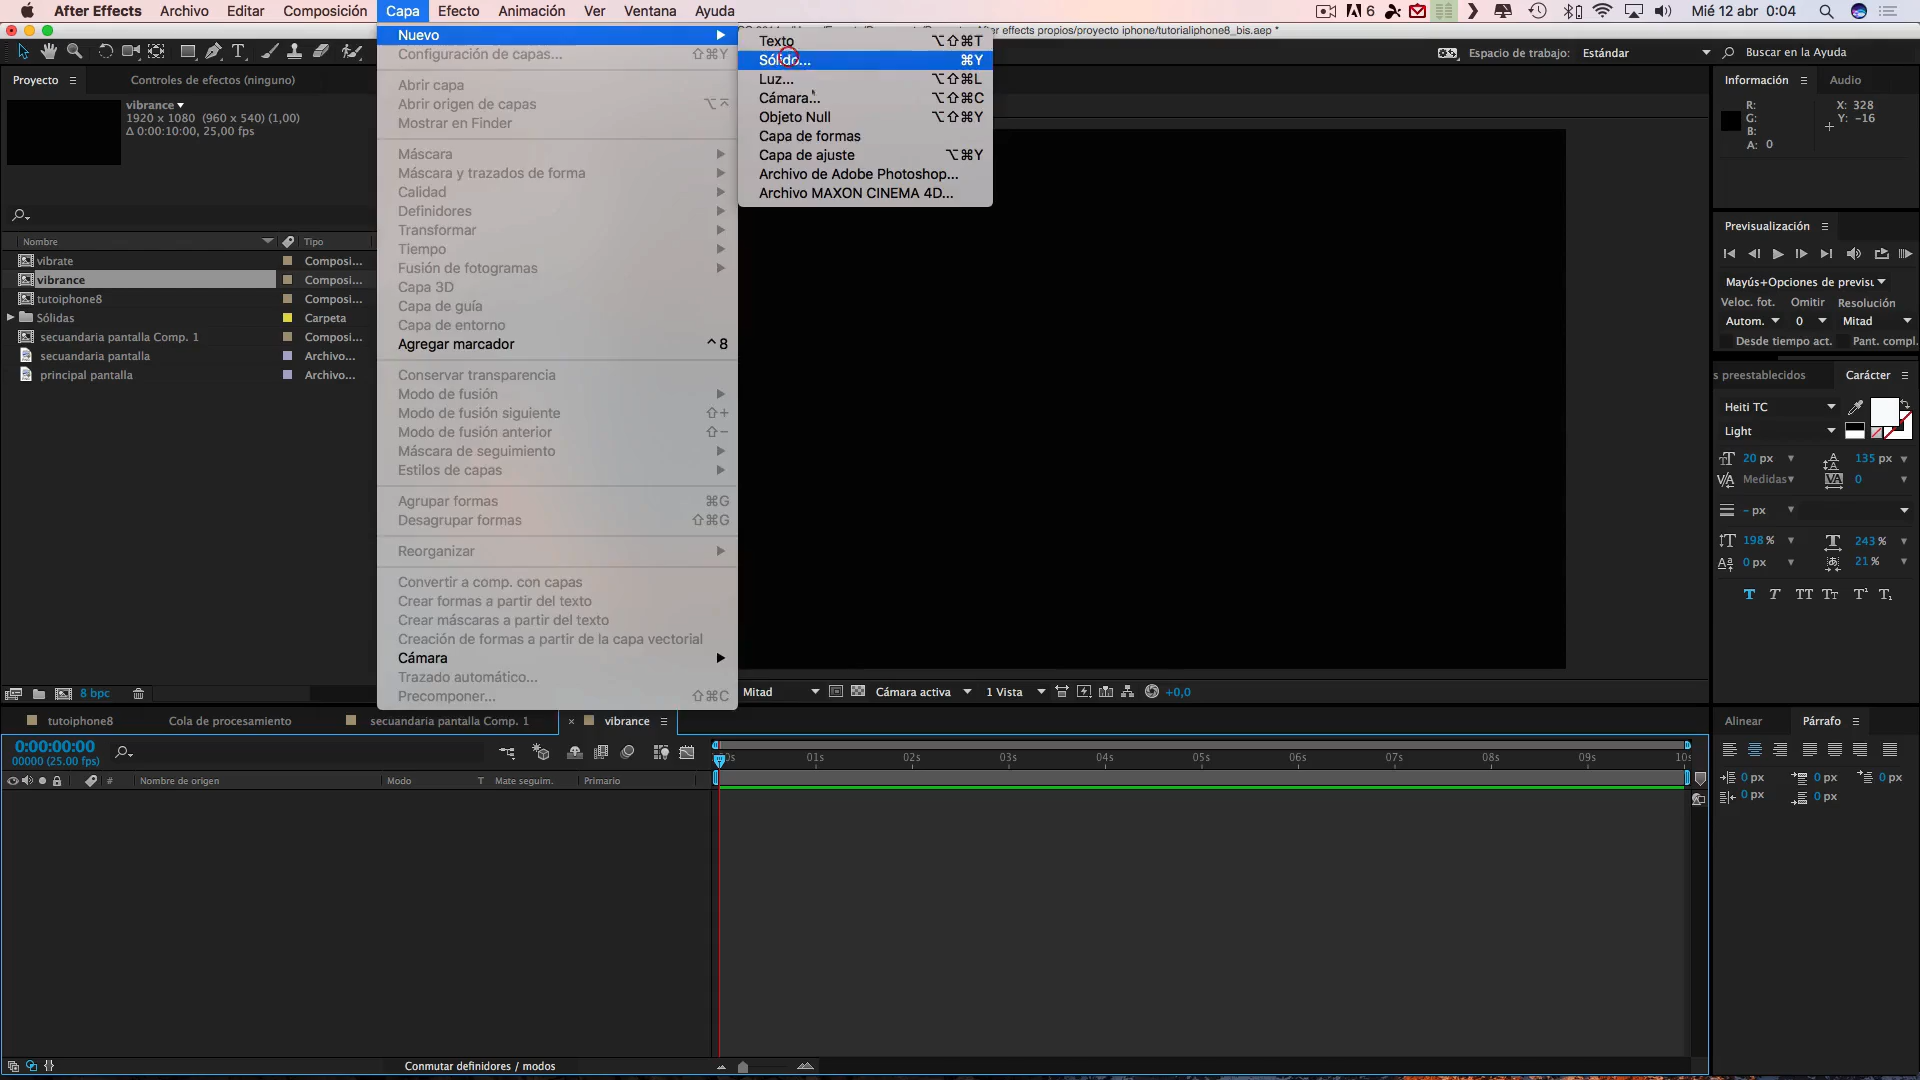 After Effects Archivo Editar Composición Capa Efecto Animación Ver Ventana Ayuda 6 Mié 12 abr 0:04
er effects propios/proyecto iphone/tutorialiphone8_bis.aep *
Espacio de trabajo: Estándar Buscar en la Ayuda
Proyecto Controles de efectos (ninguno)
vibrance
1920 x 1080 (960 x 540) (1,00)
Δ 0:00:10:00, 25,00 fps
Nombre Tipo
vibrate Composi...
vibrance Composi...
tutoiphone8 Composi...
Sólidas Carpeta
secuandaria pantalla Comp. 1 Composi...
secuandaria pantalla Archivo...
principal pantalla Archivo...
8 bpc
Nuevo
Configuración de capas... ⇧⌘Y
Abrir capa
Abrir origen de capas
Mostrar en Finder
Máscara
Máscara y trazados de forma
Calidad
Definidores
Transformar
Tiempo
Fusión de fotogramas
Capa 3D
Capa de guía
Capa de entorno
Agregar marcador ^8
Conservar transparencia
Modo de fusión
Modo de fusión siguiente ⇧+
Modo de fusión anterior ⇧−
Máscara de seguimiento
Estilos de capas
Agrupar formas ⌘G
Desagrupar formas ⇧⌘G
Reorganizar
Convertir a comp. con capas
Crear formas a partir del texto
Crear máscaras a partir del texto
Creación de formas a partir de la capa vectorial
Cámara
Trazado automático...
Precomponer... ⇧⌘C
Texto ⌥⇧⌘T
Sólido... ⌘Y
Luz... ⌥⇧⌘L
Cámara... ⌥⇧⌘C
Objeto Null ⌥⇧⌘Y
Capa de formas
Capa de ajuste ⌥⌘Y
Archivo de Adobe Photoshop...
Archivo MAXON CINEMA 4D...
Mitad Cámara activa 1 Vista +0,0
Información Audio
R: X: 328
G: Y: -16
B:
A: 0
Previsualización
Mayús+Opciones de previsu
Veloc. fot. Omitir Resolución
Autom. 0 Mitad
Desde tiempo act. Pant. compl.
s preestablecidos Carácter
Heiti TC
Light
20 px 135 px
Medidas 0
- px
198 % 243 %
0 px 21 %
T T TT Tт T¹ T₁
Alinear Párrafo
0 px 0 px 0 px
0 px 0 px
tutoiphone8 Cola de procesamiento secuandaria pantalla Comp. 1 × vibrance
0:00:00:00
00000 (25.00 fps)
# Nombre de origen Modo T Mate seguim. Primario
0s 01s 02s 03s 04s 05s 06s 07s 08s 09s 10s
Conmutar definidores / modos